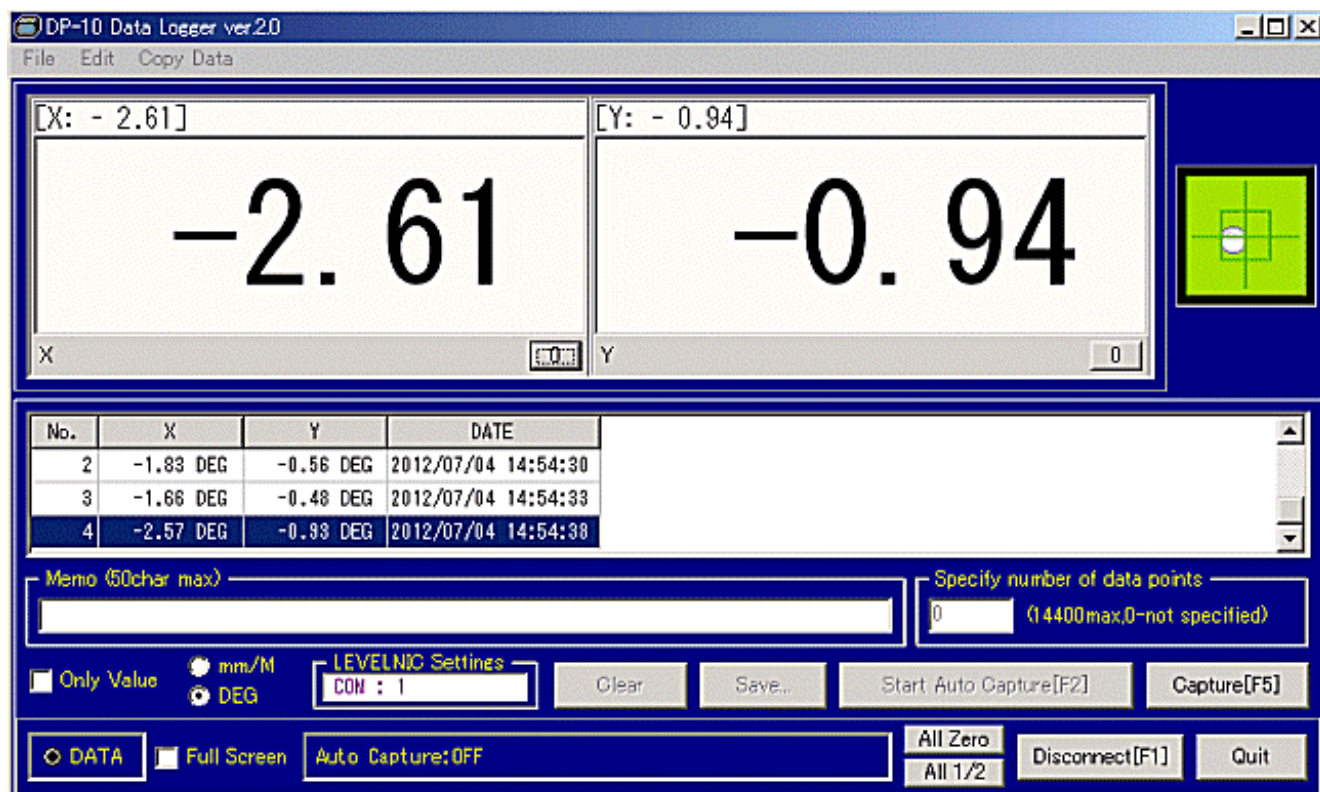 DP-10 Data Logger ver.2.0
File Edit Copy Data
[X: - 2.61] [Y: - 0.94]
-2.61 -0.94
X 0 Y 0
No. X Y DATE
2 -1.83 DEG -0.56 DEG 2012/07/04 14:54:30
3 -1.66 DEG -0.48 DEG 2012/07/04 14:54:33
4 -2.57 DEG -0.93 DEG 2012/07/04 14:54:38
Memo (50char max) Specify number of data points
0 (14400max,0-not specified)
Only Value mm/M LEVELNIC Settings
DEG CON : 1 Clear Save... Start Auto Capture[F2] Capture[F5]
DATA Full Screen Auto Capture:OFF All Zero Disconnect[F1] Quit
All 1/2